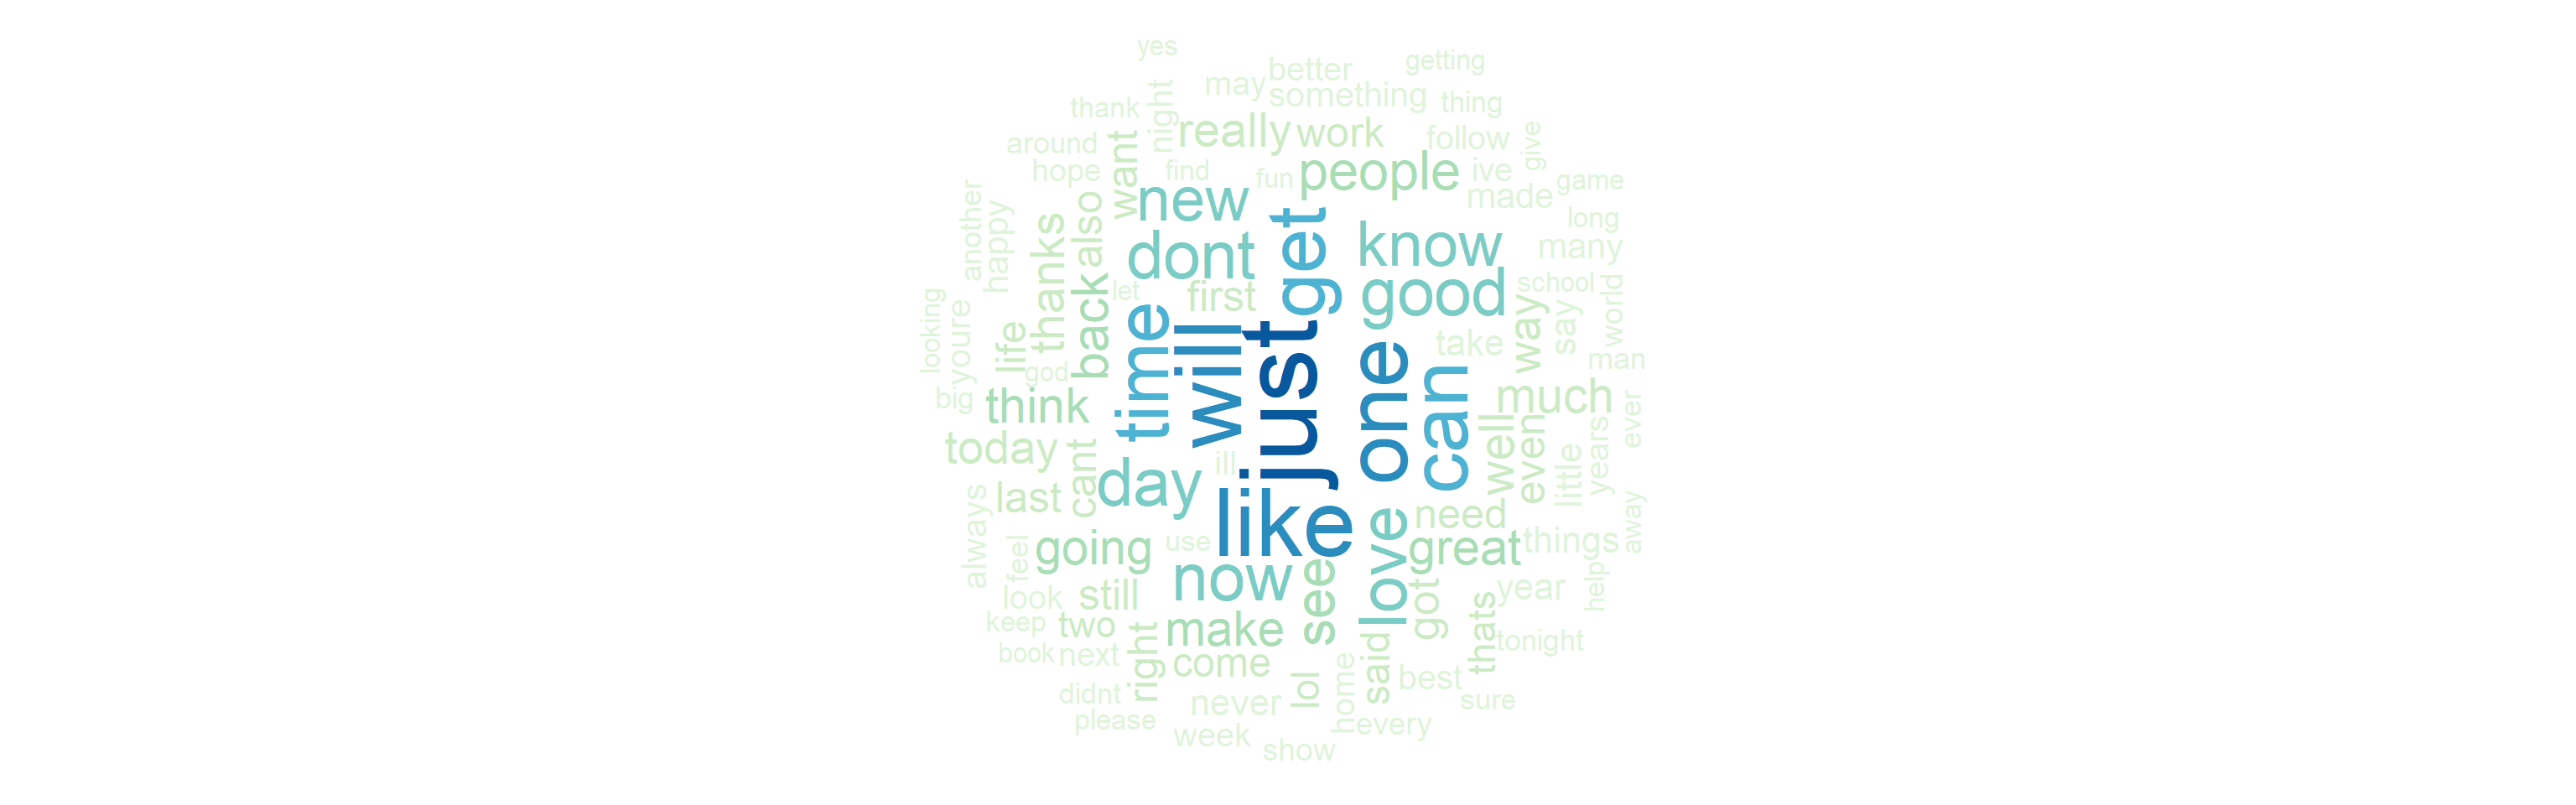 yes
getting
better
may
something
thing
thank
night
really
work
follow
give
around
hope
find
fun
people
ive
made
game
want
new
also
another
happy
thanks
dont
get
know
long
many
back
let
first
good
school
world
looking
youre
life
god
time
will
just
one
can
take
way
say
man
big
think
much
today
cant
day
ill
well
even
little
years
ever
last
like
love
need
always
feel
going
use
now
see
great
things
away
look
still
got
year
help
keep
two
make
thats
tonight
book
next
right
come
lol
home
said
best
didnt
never
sure
please
week
every
show